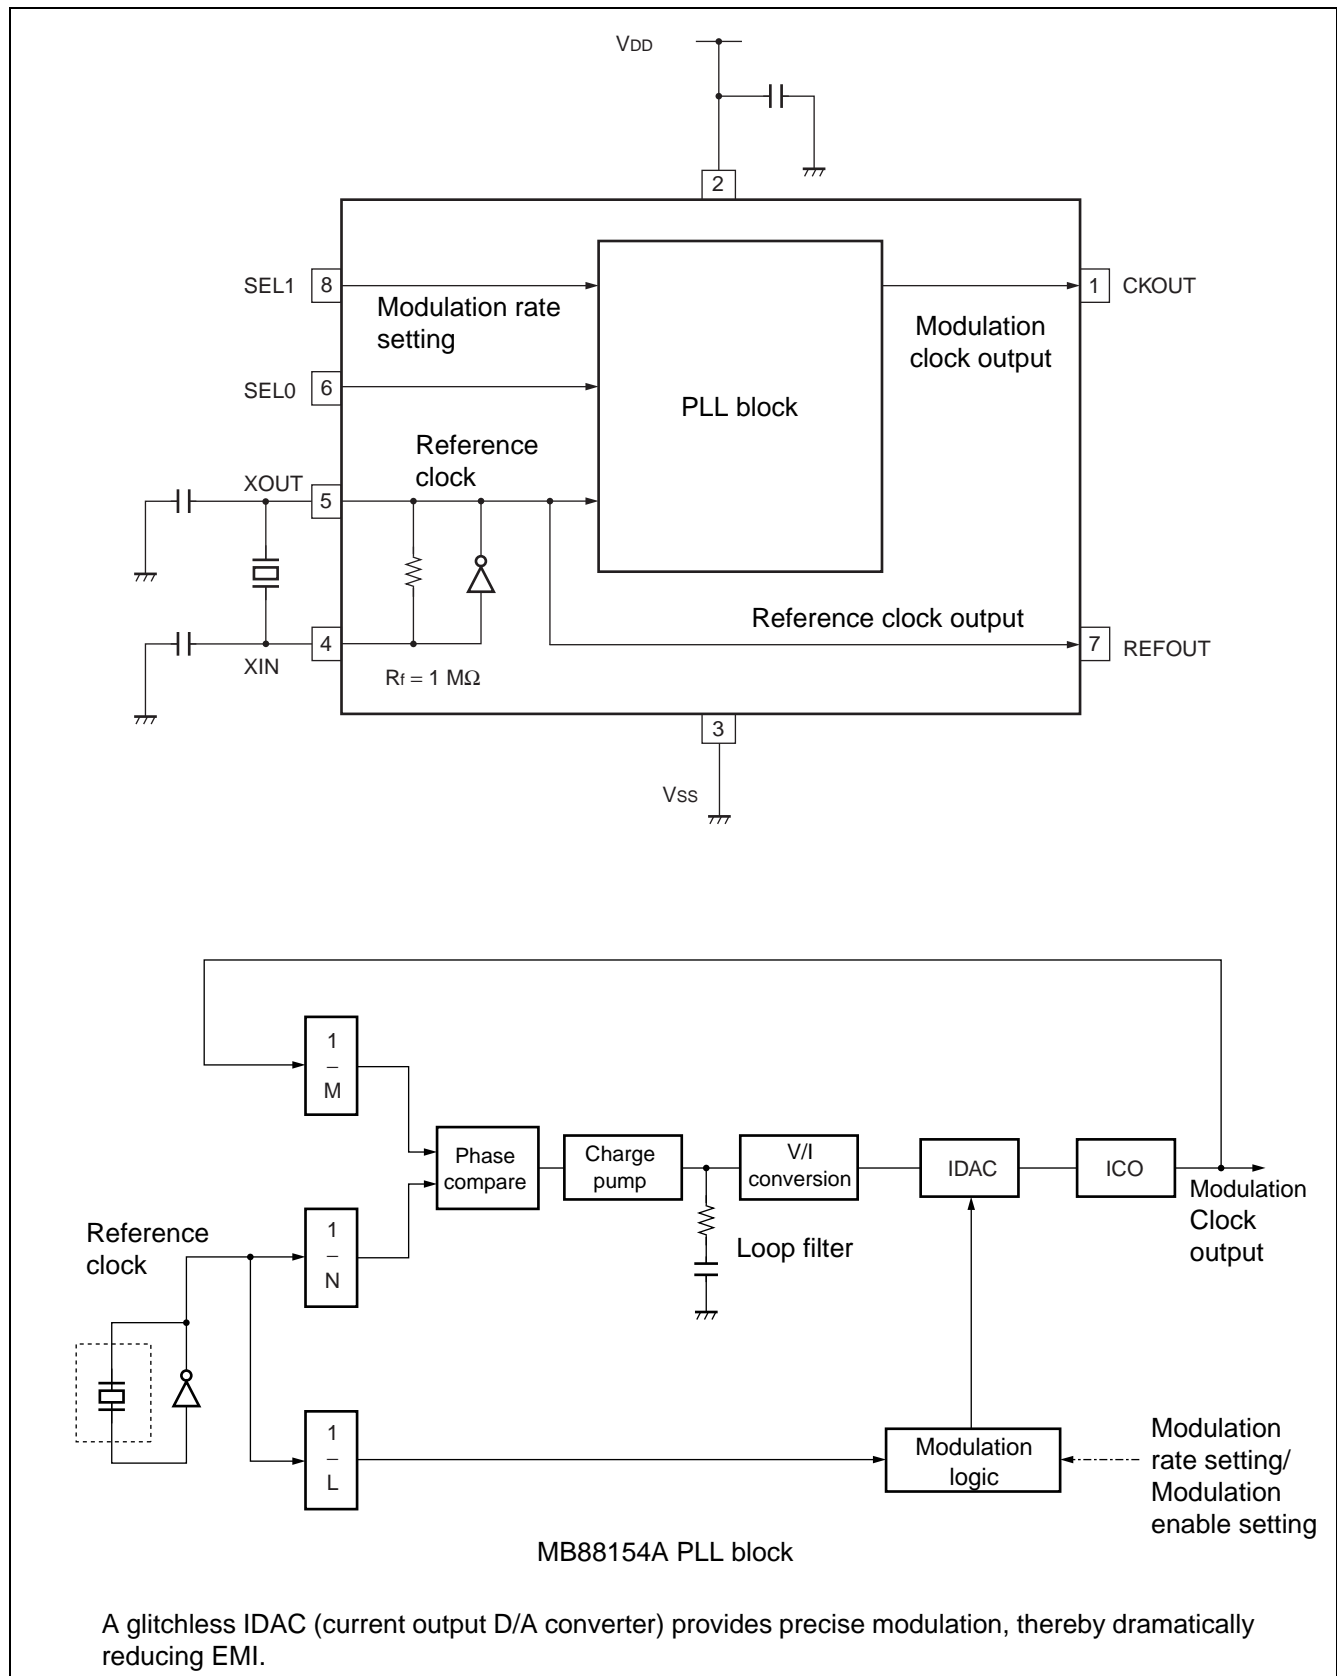 VDD
2
SEL1 8
1 CKOUT
Modulation rate
setting
Modulation
clock output
SEL0 6
PLL block
Reference
clock
XOUT
5
Reference clock output
4
7 REFOUT
XIN
Rf = 1 MΩ
3
VSS
1
–
M
Phase
compare
Charge
pump
V/I
conversion
IDAC
ICO
Modulation
Clock
output
Reference
clock
1
–
N
Loop filter
1
–
L
Modulation
logic
Modulation
rate setting/
Modulation
enable setting
MB88154A PLL block
A glitchless IDAC (current output D/A converter) provides precise modulation, thereby dramatically
reducing EMI.